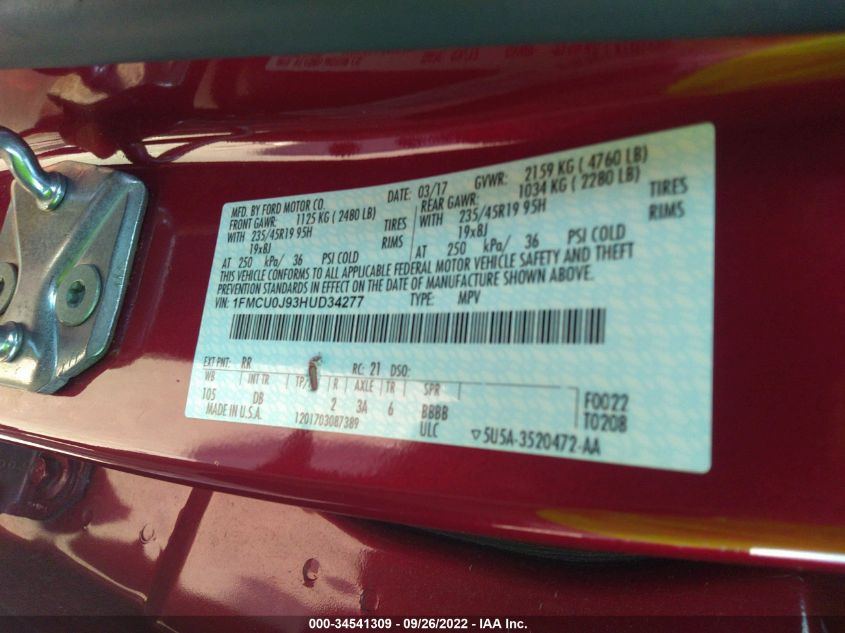 MFD. BY FORD MOTOR CO. DATE: 03/17 GVWR: 2159 KG ( 4760 LB)
FRONT GAWR: 1125 KG ( 2480 LB) REAR GAWR: 1034 KG ( 2280 LB)
WITH 235/45R19 95H TIRES WITH 235/45R19 95H TIRES
19x8J RIMS 19x8J RIMS
AT 250 kPa/ 36 PSI COLD AT 250 kPa/ 36 PSI COLD
THIS VEHICLE CONFORMS TO ALL APPLICABLE FEDERAL MOTOR VEHICLE SAFETY AND THEFT
PREVENTION STANDARDS IN EFFECT ON THE DATE OF MANUFACTURE SHOWN ABOVE.
VIN: 1FMCU0J93HUD34277 TYPE: MPV
EXT PNT: RR RC: 21 DSO:
WB INT TR TP/ R AXLE TR SPR
105 DB 2 3A 6 BBBB F0022
MADE IN U.S.A. 1201703087389 ULC T0208
▽5U5A-3520472-AA
000-34541309 / 09/26/2022 - IAA Inc.